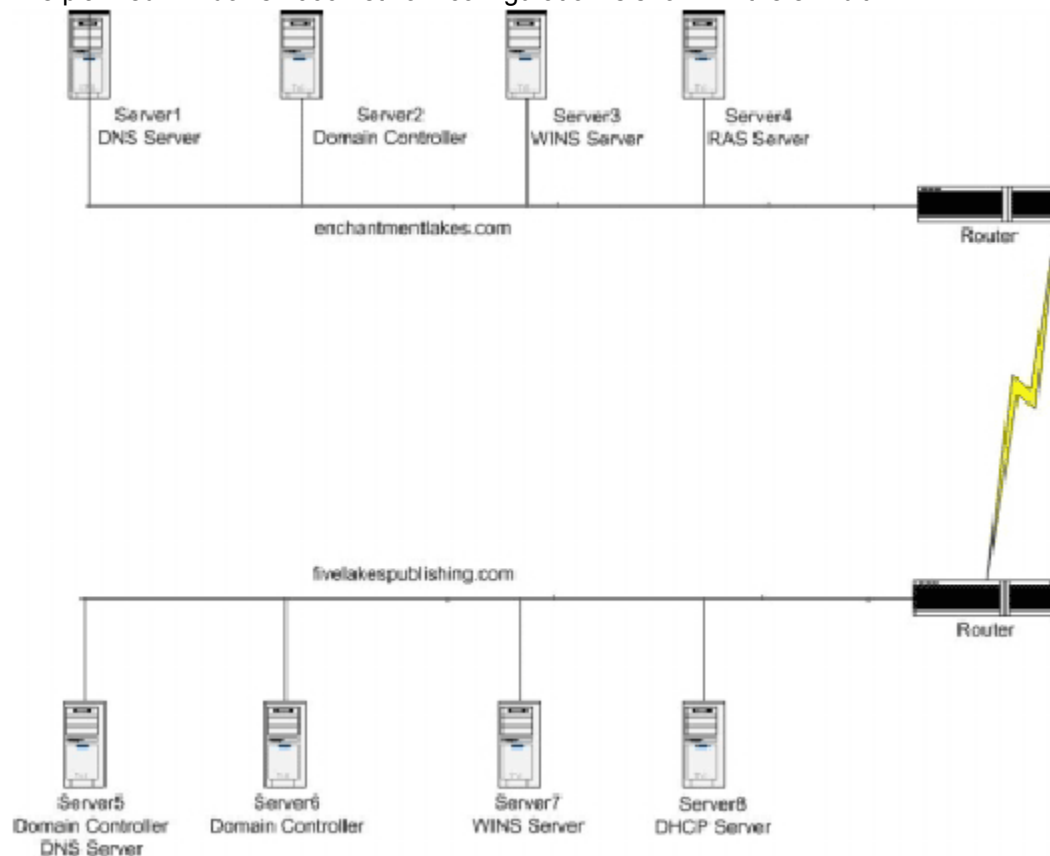 Server1
DNS Server
Server2
Domain Controller
Server3
WINS Server
Server4
RAS Server
enchantmentlakes.com
Router
fivelakespublishing.com
Router
Server5
Domain Controller
DNS Server
Server6
Domain Controller
Server7
WINS Server
Server8
DHCP Server